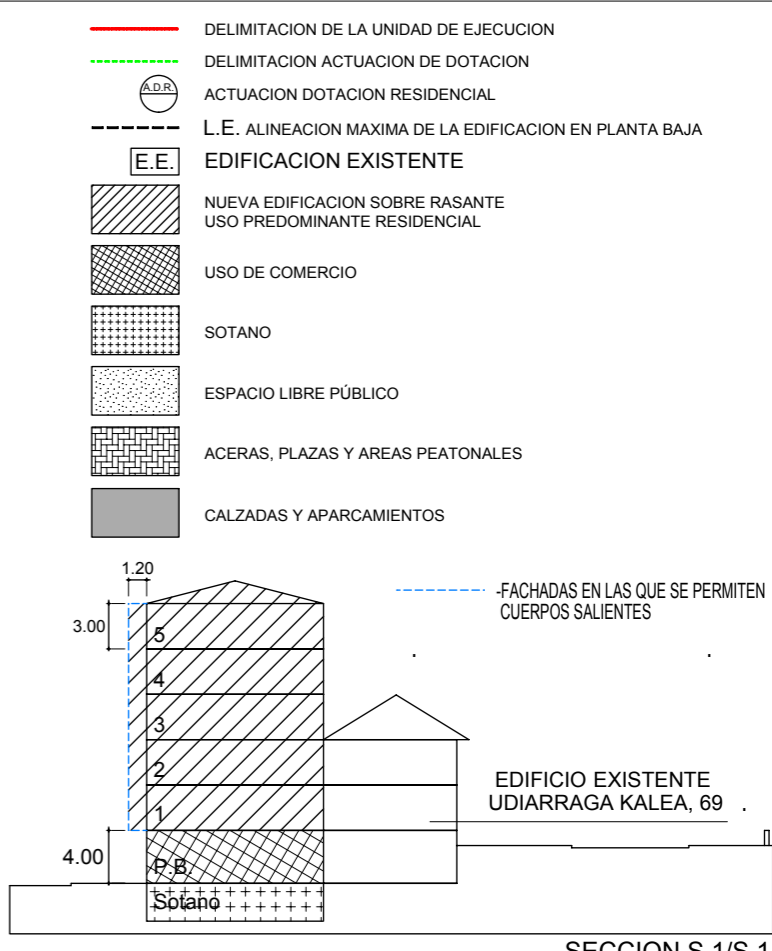 DELIMITACION DE LA UNIDAD DE EJECUCION
DELIMITACION ACTUACION DE DOTACION
A.D.R. ACTUACION DOTACION RESIDENCIAL
L.E. ALINEACION MAXIMA DE LA EDIFICACION EN PLANTA BAJA
E.E. EDIFICACION EXISTENTE
NUEVA EDIFICACION SOBRE RASANTE
USO PREDOMINANTE RESIDENCIAL
USO DE COMERCIO
SOTANO
ESPACIO LIBRE PÚBLICO
ACERAS, PLAZAS Y AREAS PEATONALES
CALZADAS Y APARCAMIENTOS
1.20
-FACHADAS EN LAS QUE SE PERMITEN
CUERPOS SALIENTES
3.00
5
4
3
2
1
EDIFICIO EXISTENTE
UDIARRAGA KALEA, 69
4.00
P.B.
Sotano
SECCION S-1/S-1